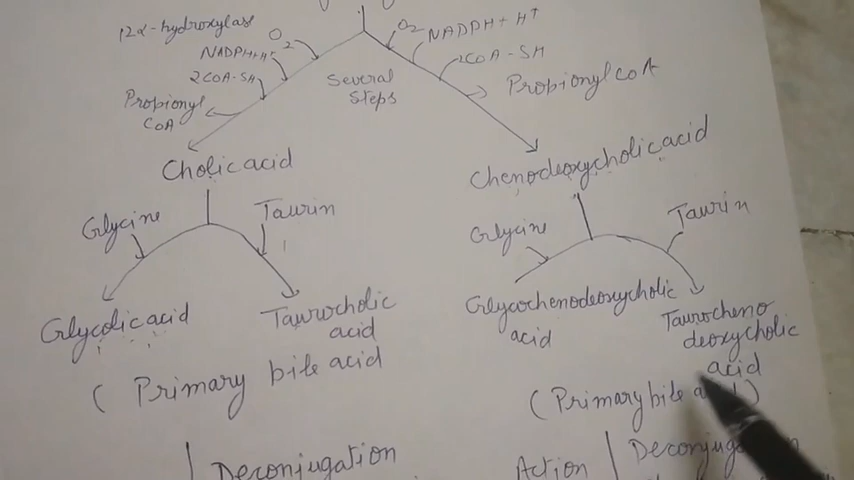 12α-hydroxylase
O2
NADPH+H+
2CoA-SH
Propionyl
CoA
Several
Steps
O2
NADPH + H+
2CoA-SH
Propionyl CoA
Cholic acid
Chenodeoxycholic acid
Glycine
Taurin
Glycine
Taurin
Glycolic acid
Taurocholic
acid
Glycochenodeoxycholic
acid
Taurocheno
deoxycholic
acid
( Primary bile acid
( Primary bile
Deconjugation
Action